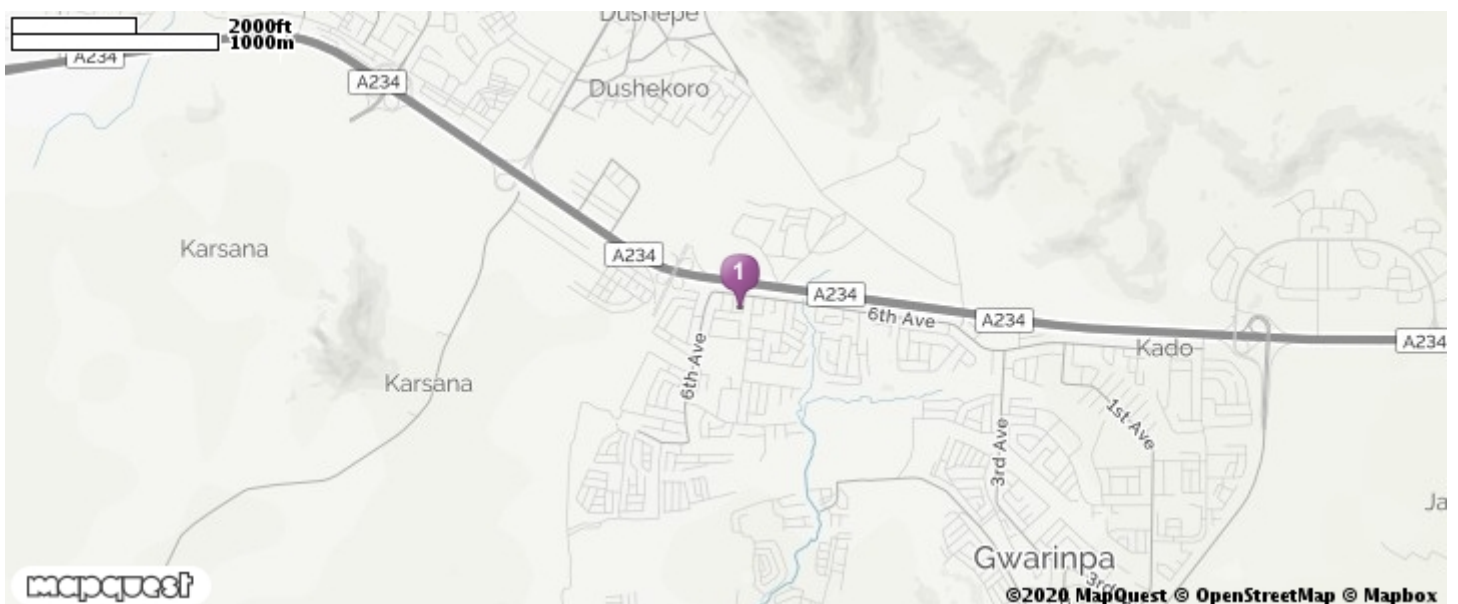 2000ft
1000m
Dushepe
A234
A234
Dushekoro
Karsana
A234
1
A234
6th Ave
A234
A234
Kado
6th Ave
Karsana
1st Ave
3rd Ave
Ja
Gwarinpa
3rd
mapquest
©2020 MapQuest © OpenStreetMap © Mapbox